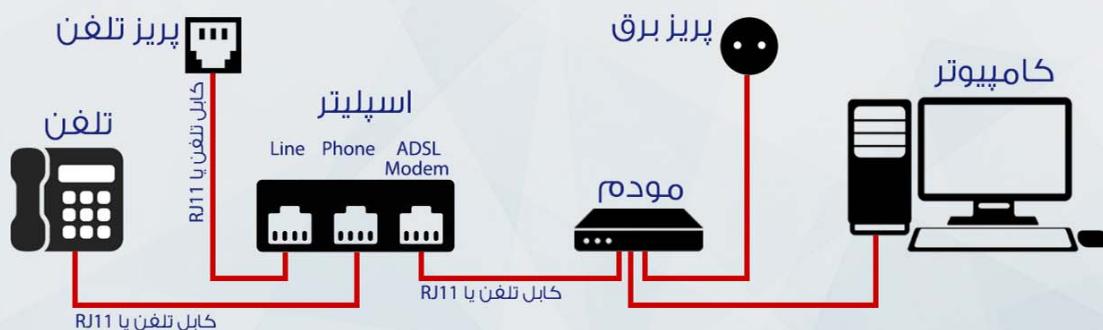 پریز تلفن
پریز برق
کامپیوتر
تلفن
اسپلیتر
کابل تلفن یا RJ11
Line Phone ADSL
Modem
مودم
کابل تلفن یا RJ11
کابل تلفن یا RJ11